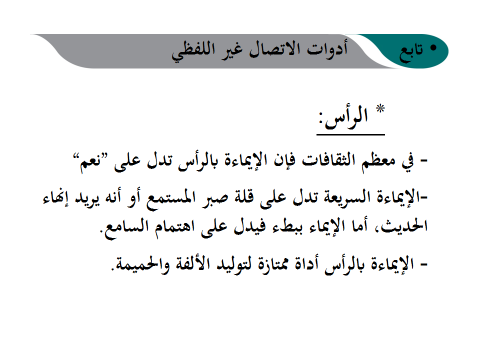 • تابع أدوات الاتصال غير اللفظي
* الرأس:
- في معظم الثقافات فإن الإيماءة بالرأس تدل على ”نعم“
-الإيماءة السريعة تدل على قلة صبر المستمع أو أنه يريد إنهاء
الحديث، أما الإيماء ببطء فيدل على اهتمام السامع.
- الإيماءة بالرأس أداة ممتازة لتوليد الألفة والحميمة.